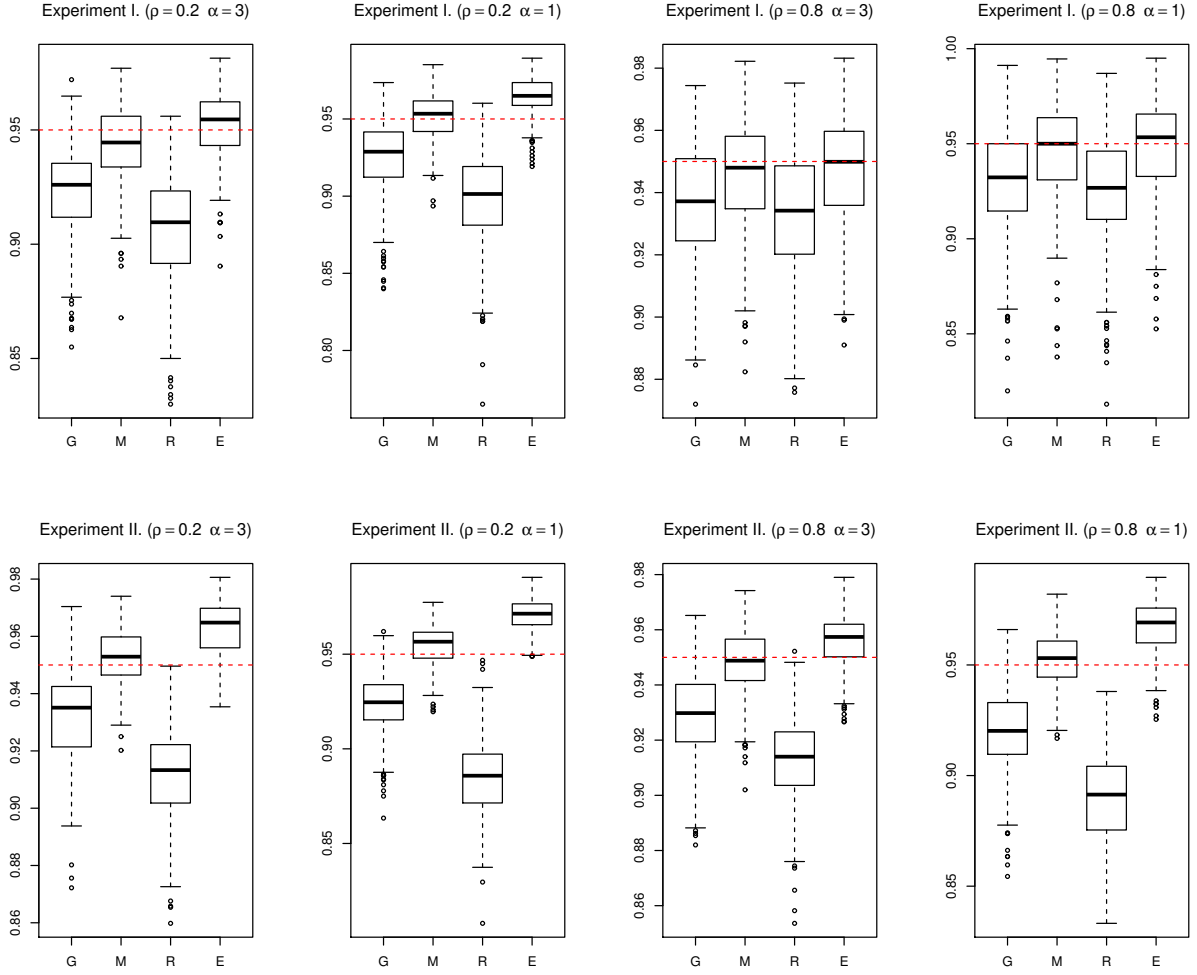 Experiment I. (ρ = 0.2 α = 3)
Experiment I. (ρ = 0.2 α = 1)
Experiment I. (ρ = 0.8 α = 3)
Experiment I. (ρ = 0.8 α = 1)
0.95
0.90
0.85
G M R E
0.95
0.90
0.85
0.80
G M R E
0.98
0.96
0.94
0.92
0.90
0.88
G M R E
1.00
0.95
0.90
0.85
G M R E
Experiment II. (ρ = 0.2 α = 3)
Experiment II. (ρ = 0.2 α = 1)
Experiment II. (ρ = 0.8 α = 3)
Experiment II. (ρ = 0.8 α = 1)
0.98
0.96
0.94
0.92
0.90
0.88
0.86
G M R E
0.95
0.90
0.85
G M R E
0.98
0.96
0.94
0.92
0.90
0.88
0.86
G M R E
0.95
0.90
0.85
G M R E